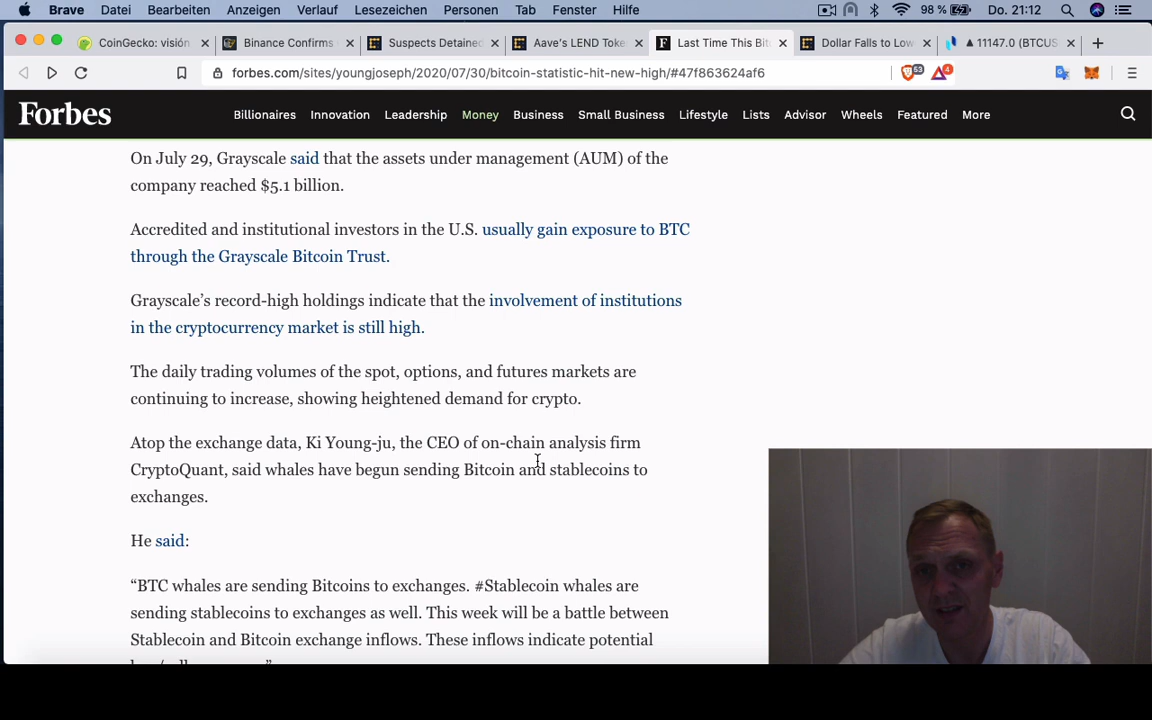 Brave Datei Bearbeiten Anzeigen Verlauf Lesezeichen Personen Tab Fenster Hilfe 98 % Do. 21:12
CoinGecko: visión Binance Confirms Suspects Detained Aave's LEND Toke Last Time This Bit Dollar Falls to Low ▲ 11147.0 (BTCUS
forbes.com/sites/youngjoseph/2020/07/30/bitcoin-statistic-hit-new-high/#47f863624af6 53 4
Forbes Billionaires Innovation Leadership Money Business Small Business Lifestyle Lists Advisor Wheels Featured More
On July 29, Grayscale said that the assets under management (AUM) of the
company reached $5.1 billion.
Accredited and institutional investors in the U.S. usually gain exposure to BTC
through the Grayscale Bitcoin Trust.
Grayscale's record-high holdings indicate that the involvement of institutions
in the cryptocurrency market is still high.
The daily trading volumes of the spot, options, and futures markets are
continuing to increase, showing heightened demand for crypto.
Atop the exchange data, Ki Young-ju, the CEO of on-chain analysis firm
CryptoQuant, said whales have begun sending Bitcoin and stablecoins to
exchanges.
He said:
“BTC whales are sending Bitcoins to exchanges. #Stablecoin whales are
sending stablecoins to exchanges as well. This week will be a battle between
Stablecoin and Bitcoin exchange inflows. These inflows indicate potential